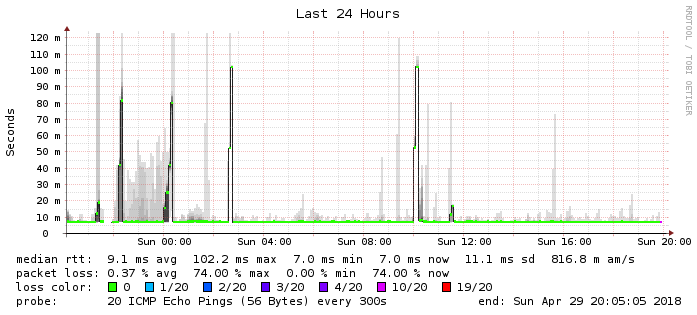 Last 24 Hours
RRDTOOL / TOBI OETIKER
Seconds
120 m
110 m
100 m
90 m
80 m
70 m
60 m
50 m
40 m
30 m
20 m
10 m
0
Sun 00:00 Sun 04:00 Sun 08:00 Sun 12:00 Sun 16:00 Sun 20:00
median rtt: 9.1 ms avg 102.2 ms max 7.0 ms min 7.0 ms now 11.1 ms sd 816.8 m am/s
packet loss: 0.37 % avg 74.00 % max 0.00 % min 74.00 % now
loss color: 0 1/20 2/20 3/20 4/20 10/20 19/20
probe: 20 ICMP Echo Pings (56 Bytes) every 300s end: Sun Apr 29 20:05:05 2018